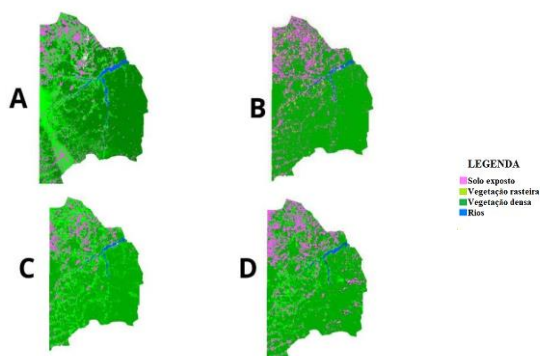 A
B
LEGENDA
Solo exposto
Vegetação rasteira
Vegetação densa
Rios
C
D